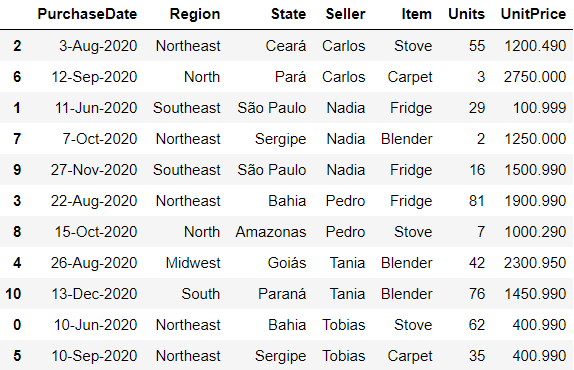 PurchaseDate Region State Seller Item Units UnitPrice
2 3-Aug-2020 Northeast Ceará Carlos Stove 55 1200.490
6 12-Sep-2020 North Pará Carlos Carpet 3 2750.000
1 11-Jun-2020 Southeast São Paulo Nadia Fridge 29 100.999
7 7-Oct-2020 Northeast Sergipe Nadia Blender 2 1250.000
9 27-Nov-2020 Southeast São Paulo Nadia Fridge 16 1500.990
3 22-Aug-2020 Northeast Bahia Pedro Fridge 81 1900.990
8 15-Oct-2020 North Amazonas Pedro Stove 7 1000.290
4 26-Aug-2020 Midwest Goiás Tania Blender 42 2300.950
10 13-Dec-2020 South Paraná Tania Blender 76 1450.990
0 10-Jun-2020 Northeast Bahia Tobias Stove 62 400.990
5 10-Sep-2020 Northeast Sergipe Tobias Carpet 35 400.990